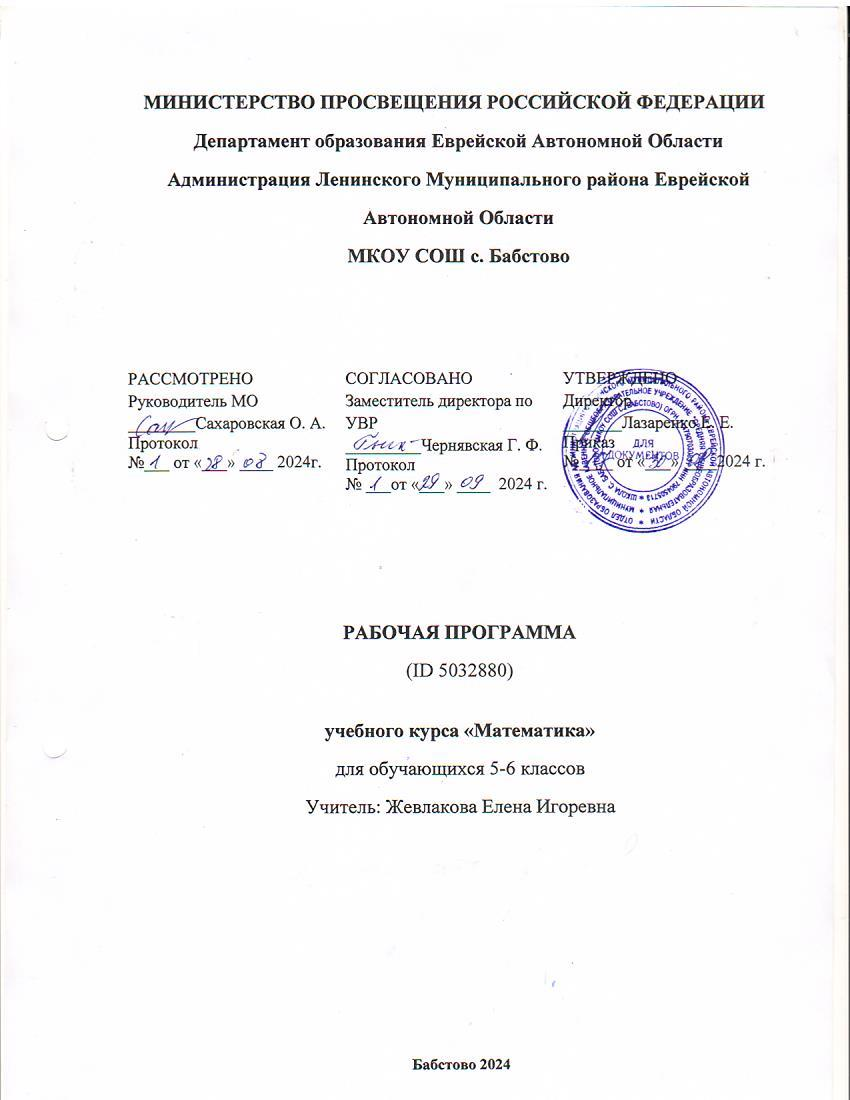 МИНИСТЕРСТВО ПРОСВЕЩЕНИЯ РОССИЙСКОЙ ФЕДЕРАЦИИ
Департамент образования Еврейской Автономной Области
Администрация Ленинского Муниципального района Еврейской
Автономной Области
МКОУ СОШ с. Бабстово
РАССМОТРЕНО
Руководитель МО
Сахаровская О. А.
Протокол
№ 1 от «28» 08 2024г.
СОГЛАСОВАНО
Заместитель директора по
УВР
Чернявская Г. Ф.
Протокол
№ 1 от «29» 09 2024 г.
УТВЕРЖДЕНО
Директор
Лазаренко Е. Е.
Приказ
№ от « » 2024 г.
ДЛЯ
ДОКУМЕНТОВ
РАБОЧАЯ ПРОГРАММА
(ID 5032880)
учебного курса «Математика»
для обучающихся 5-6 классов
Учитель: Жевлакова Елена Игоревна
Бабстово 2024